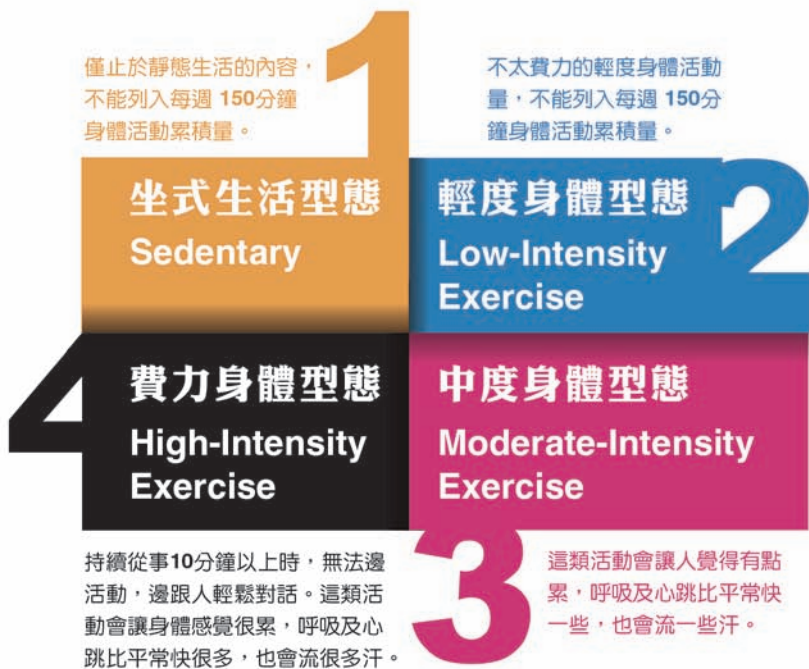 1
僅止於靜態生活的內容，
不能列入每週 150分鐘
身體活動累積量。
坐式生活型態
Sedentary
2
不太費力的輕度身體活動
量，不能列入每週 150分
鐘身體活動累積量。
輕度身體型態
Low-Intensity
Exercise
3
中度身體型態
Moderate-Intensity
Exercise
這類活動會讓人覺得有點
累，呼吸及心跳比平常快
一些，也會流一些汗。
4
費力身體型態
High-Intensity
Exercise
持續從事10分鐘以上時，無法邊
活動，邊跟人輕鬆對話。這類活
動會讓身體感覺很累，呼吸及心
跳比平常快很多，也會流很多汗。